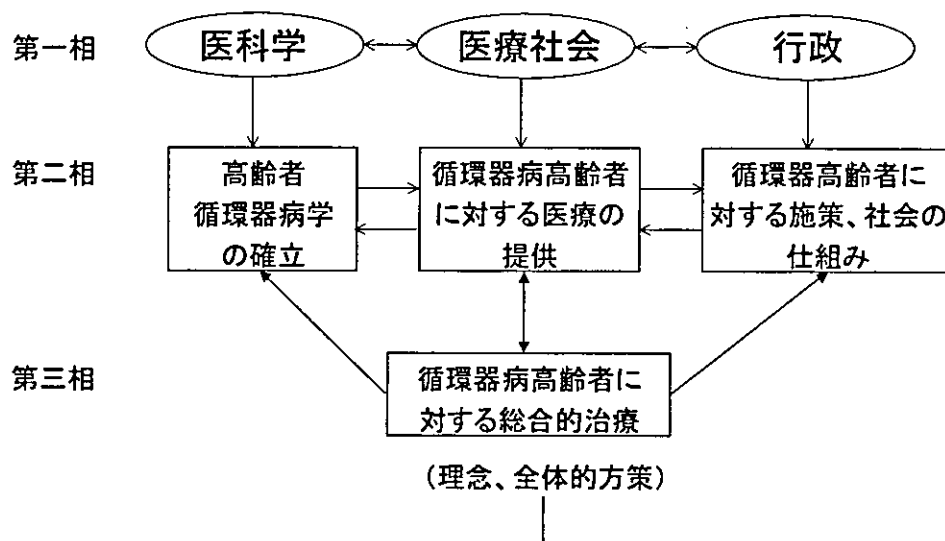 第一相
医科学
医療社会
行政
第二相
高齢者
循環器病学
の確立
循環器病高齢者
に対する医療の
提供
循環器高齢者に
対する施策、社会の
仕組み
第三相
循環器病高齢者に
対する総合的治療
(理念、全体的方策)